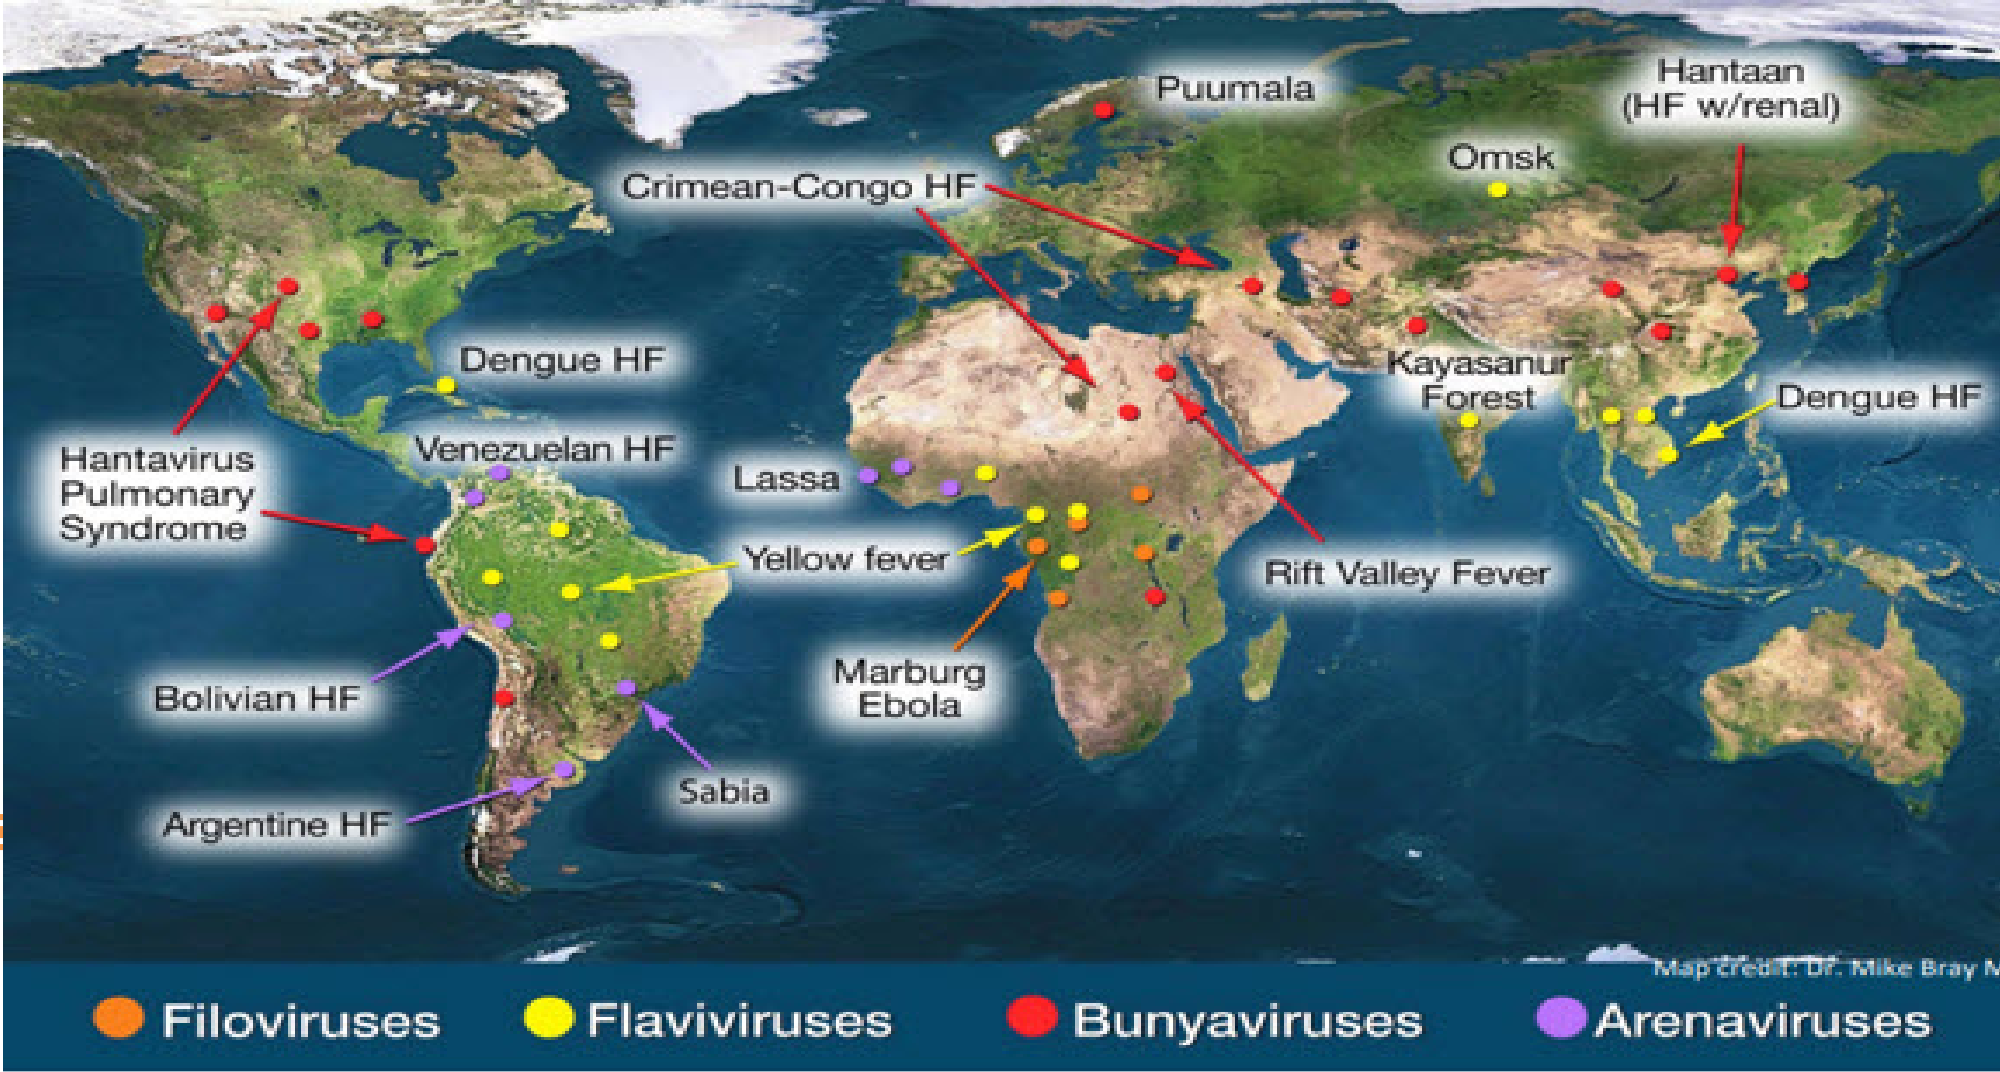 Puumala
Hantaan
(HF w/renal)
Omsk
Crimean-Congo HF
Dengue HF
Kayasanur
Forest
Dengue HF
Venezuelan HF
Hantavirus
Pulmonary
Syndrome
Lassa
Yellow fever
Rift Valley Fever
Marburg
Ebola
Bolivian HF
Sabia
Argentine HF
Map credit: Dr. Mike Bray M
Filoviruses
Flaviviruses
Bunyaviruses
Arenaviruses